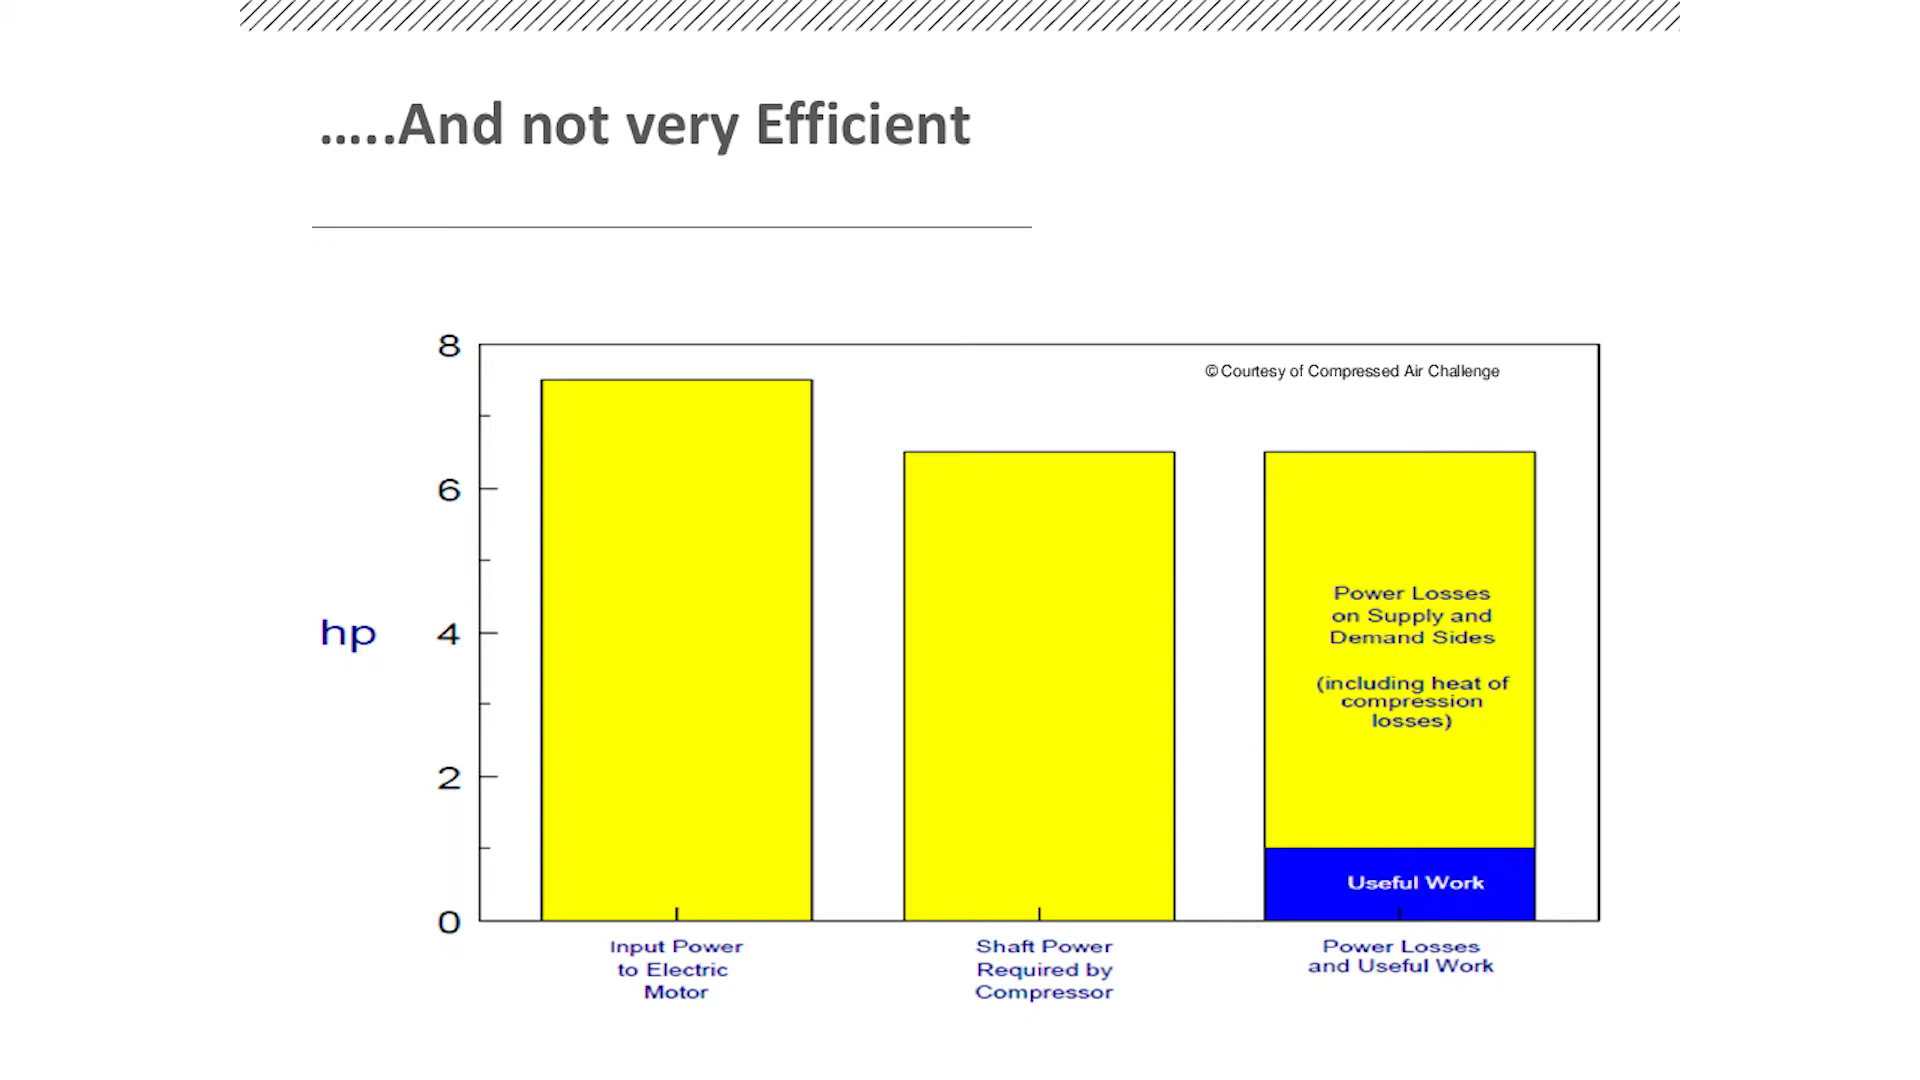 …..And not very Efficient
8
© Courtesy of Compressed Air Challenge
6
Power Losses
on Supply and
Demand Sides
hp
4
(including heat of
compression
losses)
2
Useful Work
0
Input Power
to Electric
Motor
Shaft Power
Required by
Compressor
Power Losses
and Useful Work